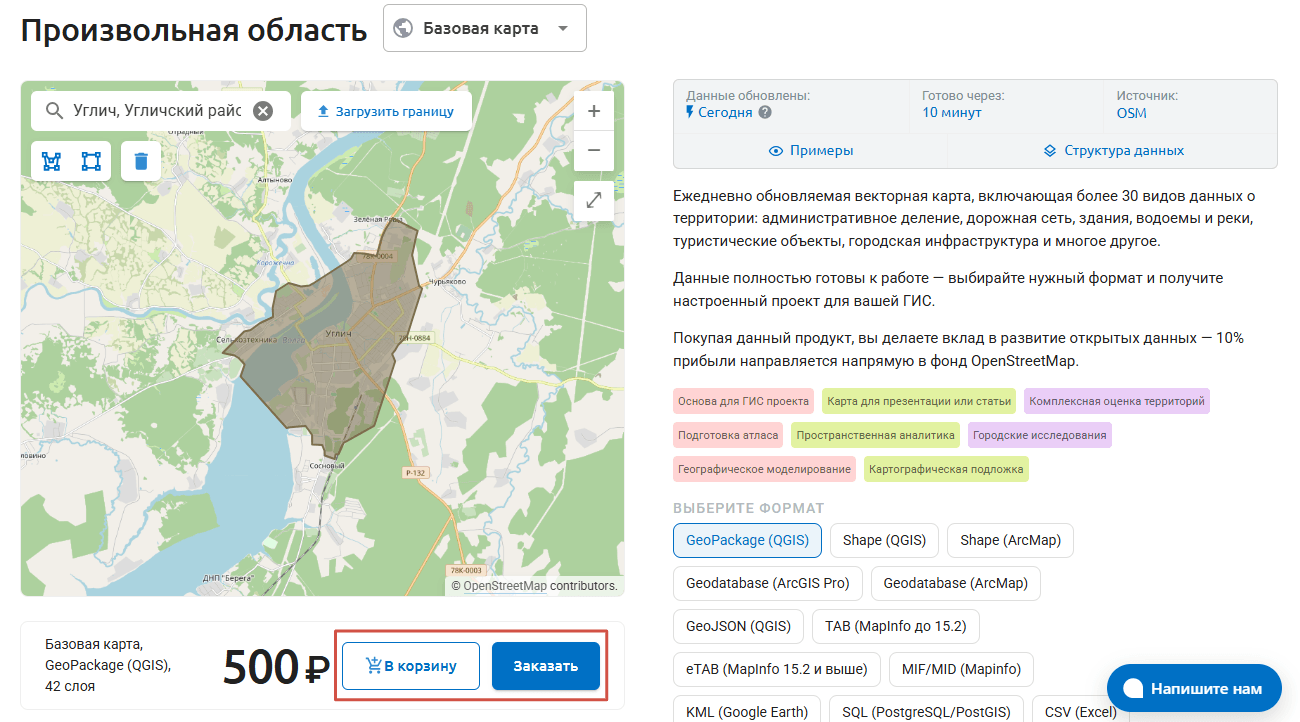 Произвольная область
Базовая карта
Углич, Угличский райо
Загрузить границу
Отрадный
Алтыново
Зелёная Роща
Корожечна
78К-0004
Чурьяково
Углич
78Н-0884
Сосновый
Р-132
ловино
ДНП "Берега"
78К-0003
© OpenStreetMap contributors.
Базовая карта,
GeoPackage (QGIS),
42 слоя
500 ₽
В корзину
Заказать
Данные обновлены:
Сегодня
Готово через:
10 минут
Источник:
OSM
Примеры
Структура данных
Ежедневно обновляемая векторная карта, включающая более 30 видов данных о
территории: административное деление, дорожная сеть, здания, водоемы и реки,
туристические объекты, городская инфраструктура и многое другое.
Данные полностью готовы к работе — выбирайте нужный формат и получите
настроенный проект для вашей ГИС.
Покупая данный продукт, вы делаете вклад в развитие открытых данных — 10%
прибыли направляется напрямую в фонд OpenStreetMap.
Основа для ГИС проекта
Карта для презентации или статьи
Комплексная оценка территорий
Подготовка атласа
Пространственная аналитика
Городские исследования
Географическое моделирование
Картографическая подложка
ВЫБЕРИТЕ ФОРМАТ
GeoPackage (QGIS)
Shape (QGIS)
Shape (ArcMap)
Geodatabase (ArcGIS Pro)
Geodatabase (ArcMap)
GeoJSON (QGIS)
TAB (MapInfo до 15.2)
eTAB (MapInfo 15.2 и выше)
MIF/MID (Mapinfo)
KML (Google Earth)
SQL (PostgreSQL/PostGIS)
CSV (Excel)
Напишите нам